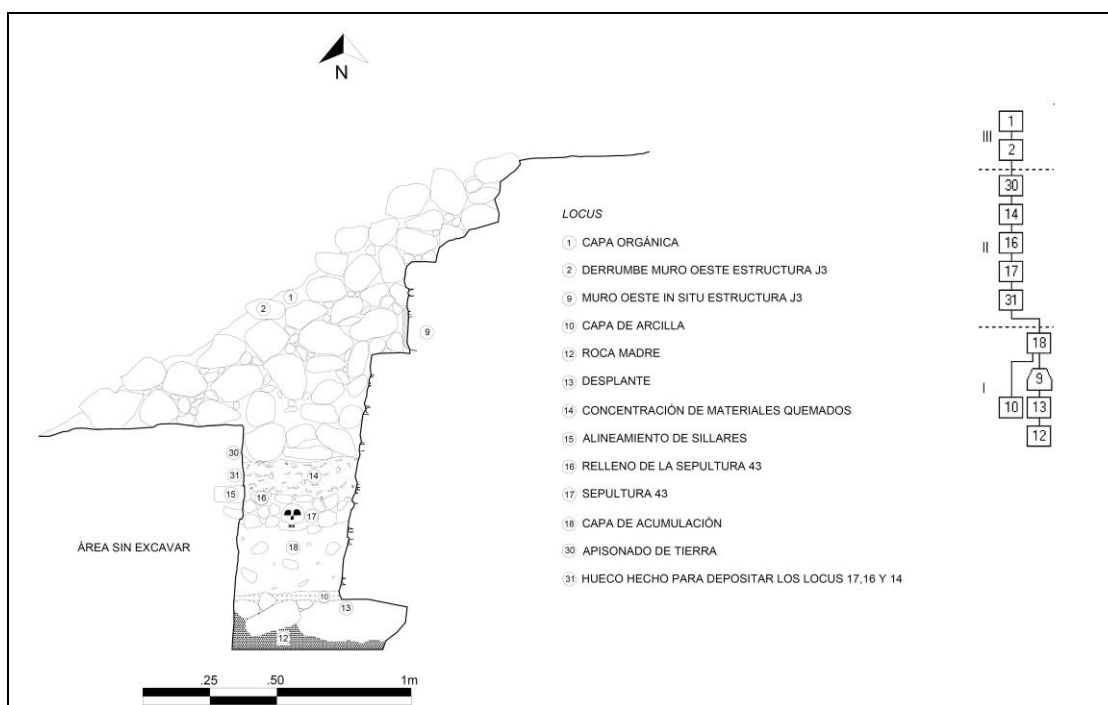 N
LOCUS
1 CAPA ORGÁNICA
2 DERRUMBE MURO OESTE ESTRUCTURA J3
9 MURO OESTE IN SITU ESTRUCTURA J3
10 CAPA DE ARCILLA
12 ROCA MADRE
13 DESPLANTE
14 CONCENTRACIÓN DE MATERIALES QUEMADOS
15 ALINEAMIENTO DE SILLARES
16 RELLENO DE LA SEPULTURA 43
17 SEPULTURA 43
18 CAPA DE ACUMULACIÓN
30 APISONADO DE TIERRA
31 HUECO HECHO PARA DEPOSITAR LOS LOCUS 17,16 Y 14
1
2
9
30
31
14
15
16
17
18
10
13
12
ÁREA SIN EXCAVAR
.25 .50 1m
III
1
2
30
14
II
16
17
31
18
I
9
10 13
12